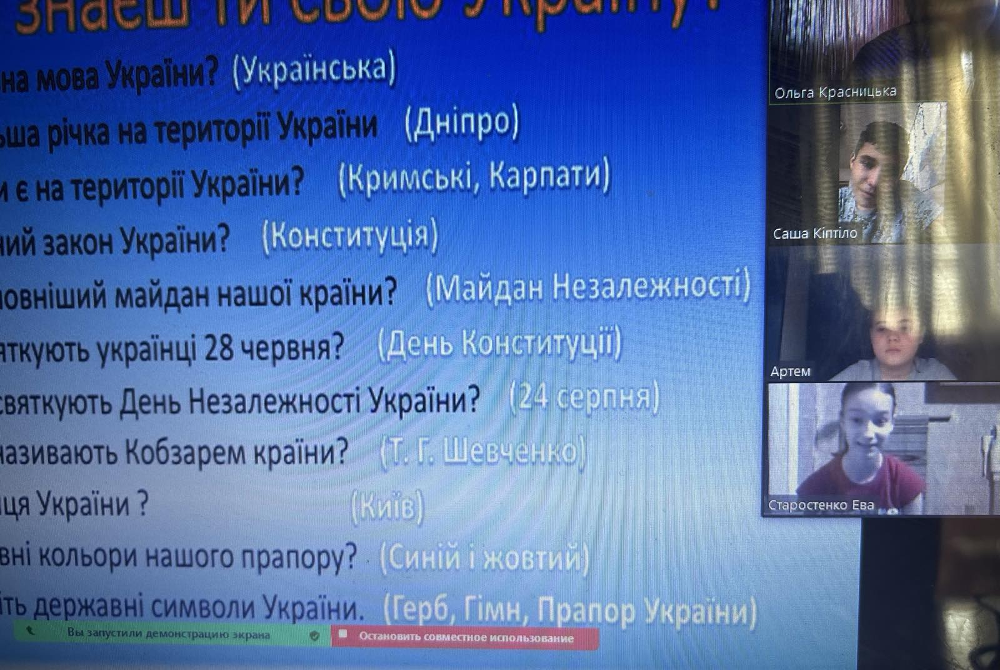 знаєш ти свою Україну?
на мова України? (Українська)
ьша річка на території України (Дніпро)
и є на території України? (Кримські, Карпати)
ний закон України? (Конституція)
ловніший майдан нашої країни? (Майдан Незалежності)
яткують українці 28 червня? (День Конституції)
святкують День Незалежності України? (24 серпня)
називають Кобзарем країни? (Т. Г. Шевченко)
иця України ? (Київ)
вні кольори нашого прапору? (Синій і жовтий)
іть державні символи України. (Герб, Гімн, Прапор України)
Вы запустили демонстрацию экрана
Остановить совместное использование
Ольга Красницька
Саша Кіптіло
Артем
Старостенко Ева